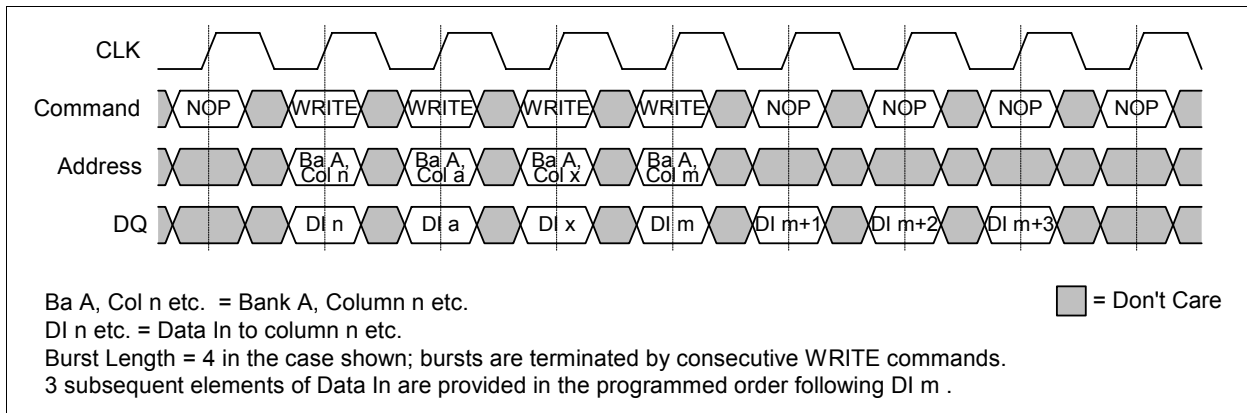 CLK
Command NOP WRITE WRITE WRITE WRITE NOP NOP NOP NOP
Address Ba A, Col n Ba A, Col a Ba A, Col x Ba A, Col m
DQ DI n DI a DI x DI m DI m+1 DI m+2 DI m+3
Ba A, Col n etc. = Bank A, Column n etc.
= Don't Care
DI n etc. = Data In to column n etc.
Burst Length = 4 in the case shown; bursts are terminated by consecutive WRITE commands.
3 subsequent elements of Data In are provided in the programmed order following DI m .